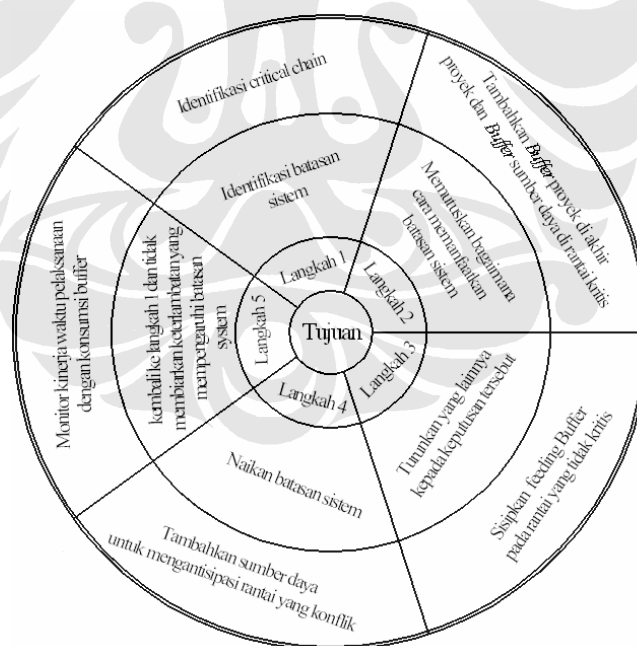 Tujuan
Langkah 1
Identifikasi batasan
sistem
Identifikasi critical chain
Langkah 2
Memutuskan bagaimana
cara memanfaatkan
batasan sistem
Tambahkan Buffer proyek di akhir
proyek dan Buffer sumber daya di rantai kritis
Langkah 3
Turunkan yang lainnya
kepada keputusan tersebut
Sisipkan feeding Buffer
pada rantai yang tidak kritis
Langkah 4
Naikan batasan sistem
Tambahkan sumber daya
untuk mengantisipasi rantai yang konflik
Langkah 5
kembali ke langkah 1 dan tidak
membiarkan keterlambatan yang
mempengaruhi batasan
system
Monitor kinerja waktu pelaksanaan
dengan konsumsi buffer